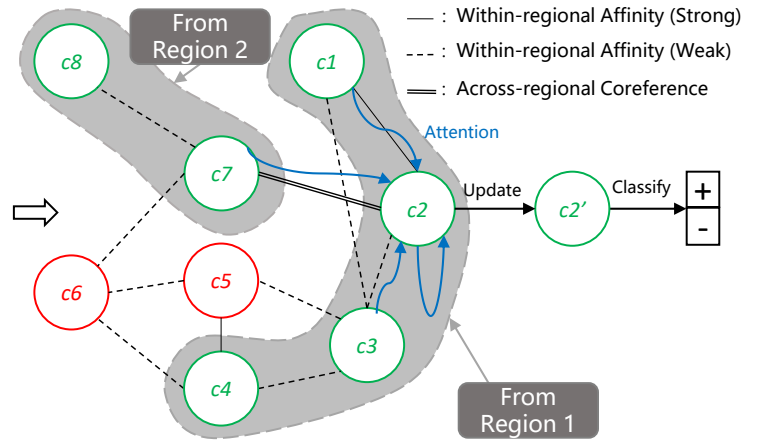 From
Region 2
c8
c1
: Within-regional Affinity (Strong)
: Within-regional Affinity (Weak)
: Across-regional Coreference
Attention
c7
c2
Update
c2’
Classify
+
-
c6
c5
c3
c4
From
Region 1